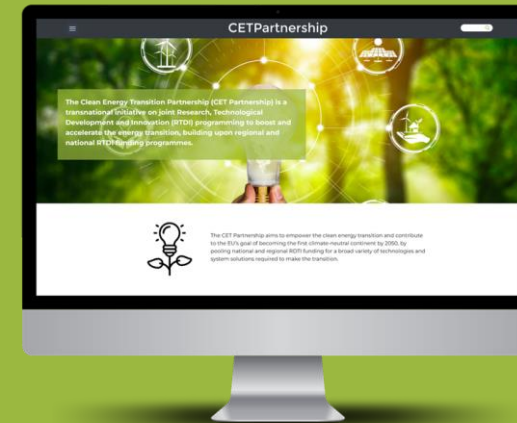 CETPartnership
The Clean Energy Transition Partnership (CET Partnership) is a
transnational initiative on joint Research, Technological
Development and Innovation (RTDI) programming to boost and
accelerate the energy transition, building upon regional and
national RTDI funding programmes.
The CET Partnership aims to empower the clean energy transition and contribute
to the EU's goal of becoming the first climate-neutral continent by 2050, by
pooling national and regional RDTI funding for a broad variety of technologies and
system solutions required to make the transition.